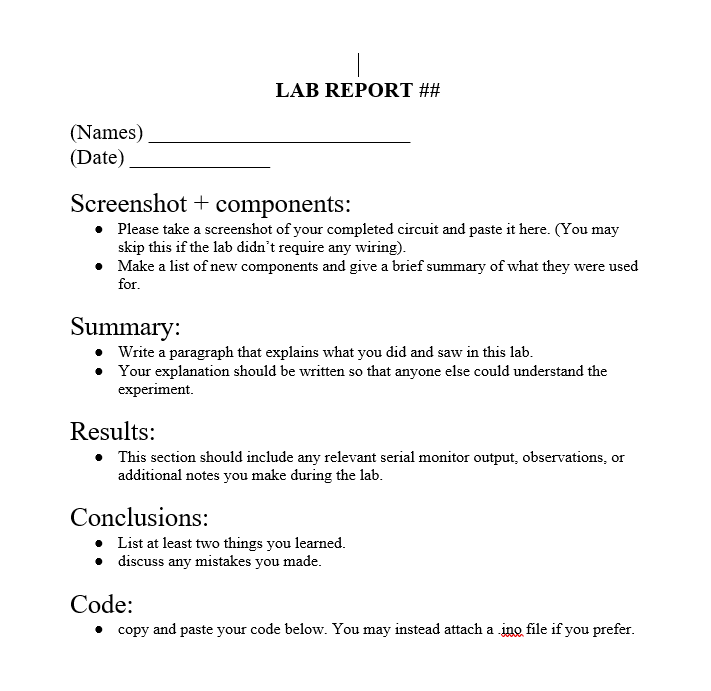 LAB REPORT ##
(Names) _________________________
(Date) _____________
Screenshot + components:
● Please take a screenshot of your completed circuit and paste it here. (You may
skip this if the lab didn’t require any wiring).
● Make a list of new components and give a brief summary of what they were used
for.
Summary:
● Write a paragraph that explains what you did and saw in this lab.
● Your explanation should be written so that anyone else could understand the
experiment.
Results:
● This section should include any relevant serial monitor output, observations, or
additional notes you make during the lab.
Conclusions:
● List at least two things you learned.
● discuss any mistakes you made.
Code:
● copy and paste your code below. You may instead attach a .ino file if you prefer.